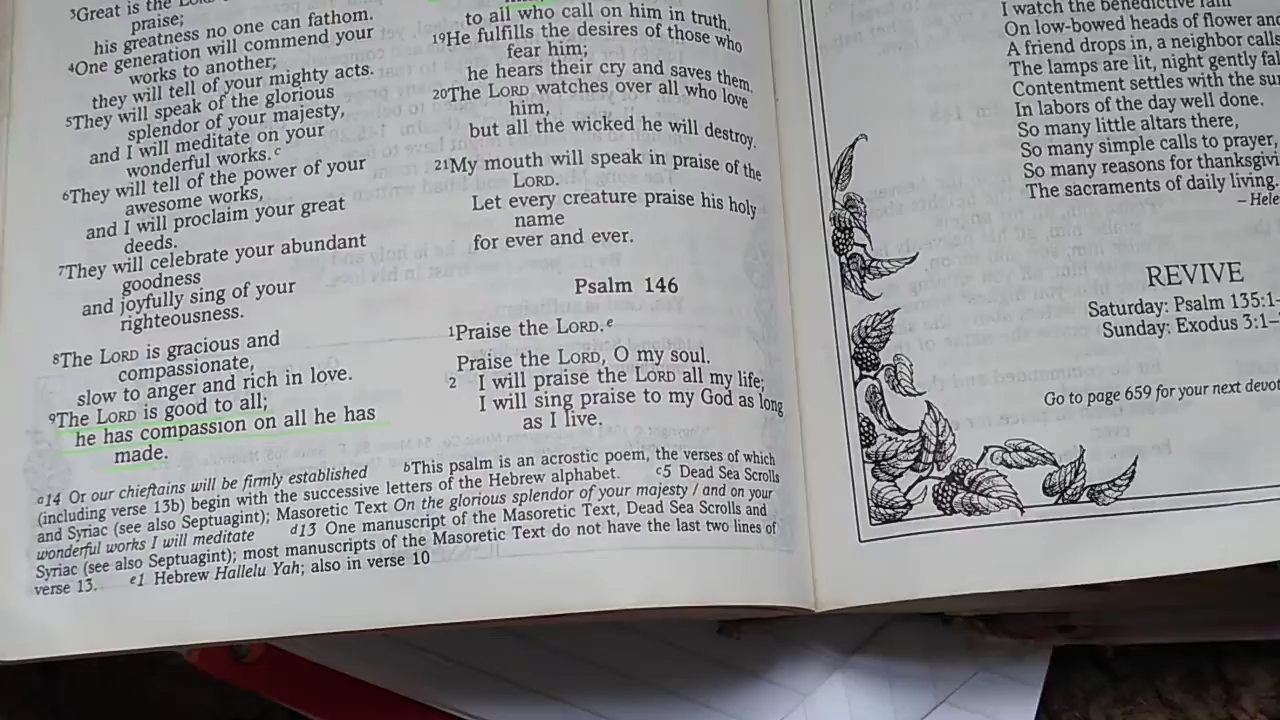 ³Great is the LORD
praise;
his greatness no one can fathom.
⁴One generation will commend your
works to another;
they will tell of your mighty acts.
⁵They will speak of the glorious
splendor of your majesty,
and I will meditate on your
wonderful works.ᶜ
⁶They will tell of the power of your
awesome works,
and I will proclaim your great
deeds.
⁷They will celebrate your abundant
goodness
and joyfully sing of your
righteousness.
⁸The LORD is gracious and
compassionate,
slow to anger and rich in love.
⁹The LORD is good to all;
he has compassion on all he has
made.
to all who call on him in truth.
¹⁹He fulfills the desires of those who
fear him;
he hears their cry and saves them.
²⁰The LORD watches over all who love
him,
but all the wicked he will destroy.
²¹My mouth will speak in praise of the
LORD.
Let every creature praise his holy
name
for ever and ever.
Psalm 146
¹Praise the LORD.ᵉ
Praise the LORD, O my soul.
² I will praise the LORD all my life;
I will sing praise to my God as long
as I live.
ᵃ14 Or our chieftains will be firmly established ᵇThis psalm is an acrostic poem, the verses of which
(including verse 13b) begin with the successive letters of the Hebrew alphabet. ᶜ5 Dead Sea Scrolls
and Syriac (see also Septuagint); Masoretic Text On the glorious splendor of your majesty / and on your
wonderful works I will meditate ᵈ13 One manuscript of the Masoretic Text, Dead Sea Scrolls and
Syriac (see also Septuagint); most manuscripts of the Masoretic Text do not have the last two lines of
verse 13. ᵉ1 Hebrew Hallelu Yah; also in verse 10
I watch the benedictive rain
On low-bowed heads of flower and
A friend drops in, a neighbor calls
The lamps are lit, night gently fal
Contentment settles with the su
In labors of the day well done.
So many little altars there,
So many simple calls to prayer,
So many reasons for thanksgivi
The sacraments of daily living.
– Hele
REVIVE
Saturday: Psalm 135:1-
Sunday: Exodus 3:1–
Go to page 659 for your next devot